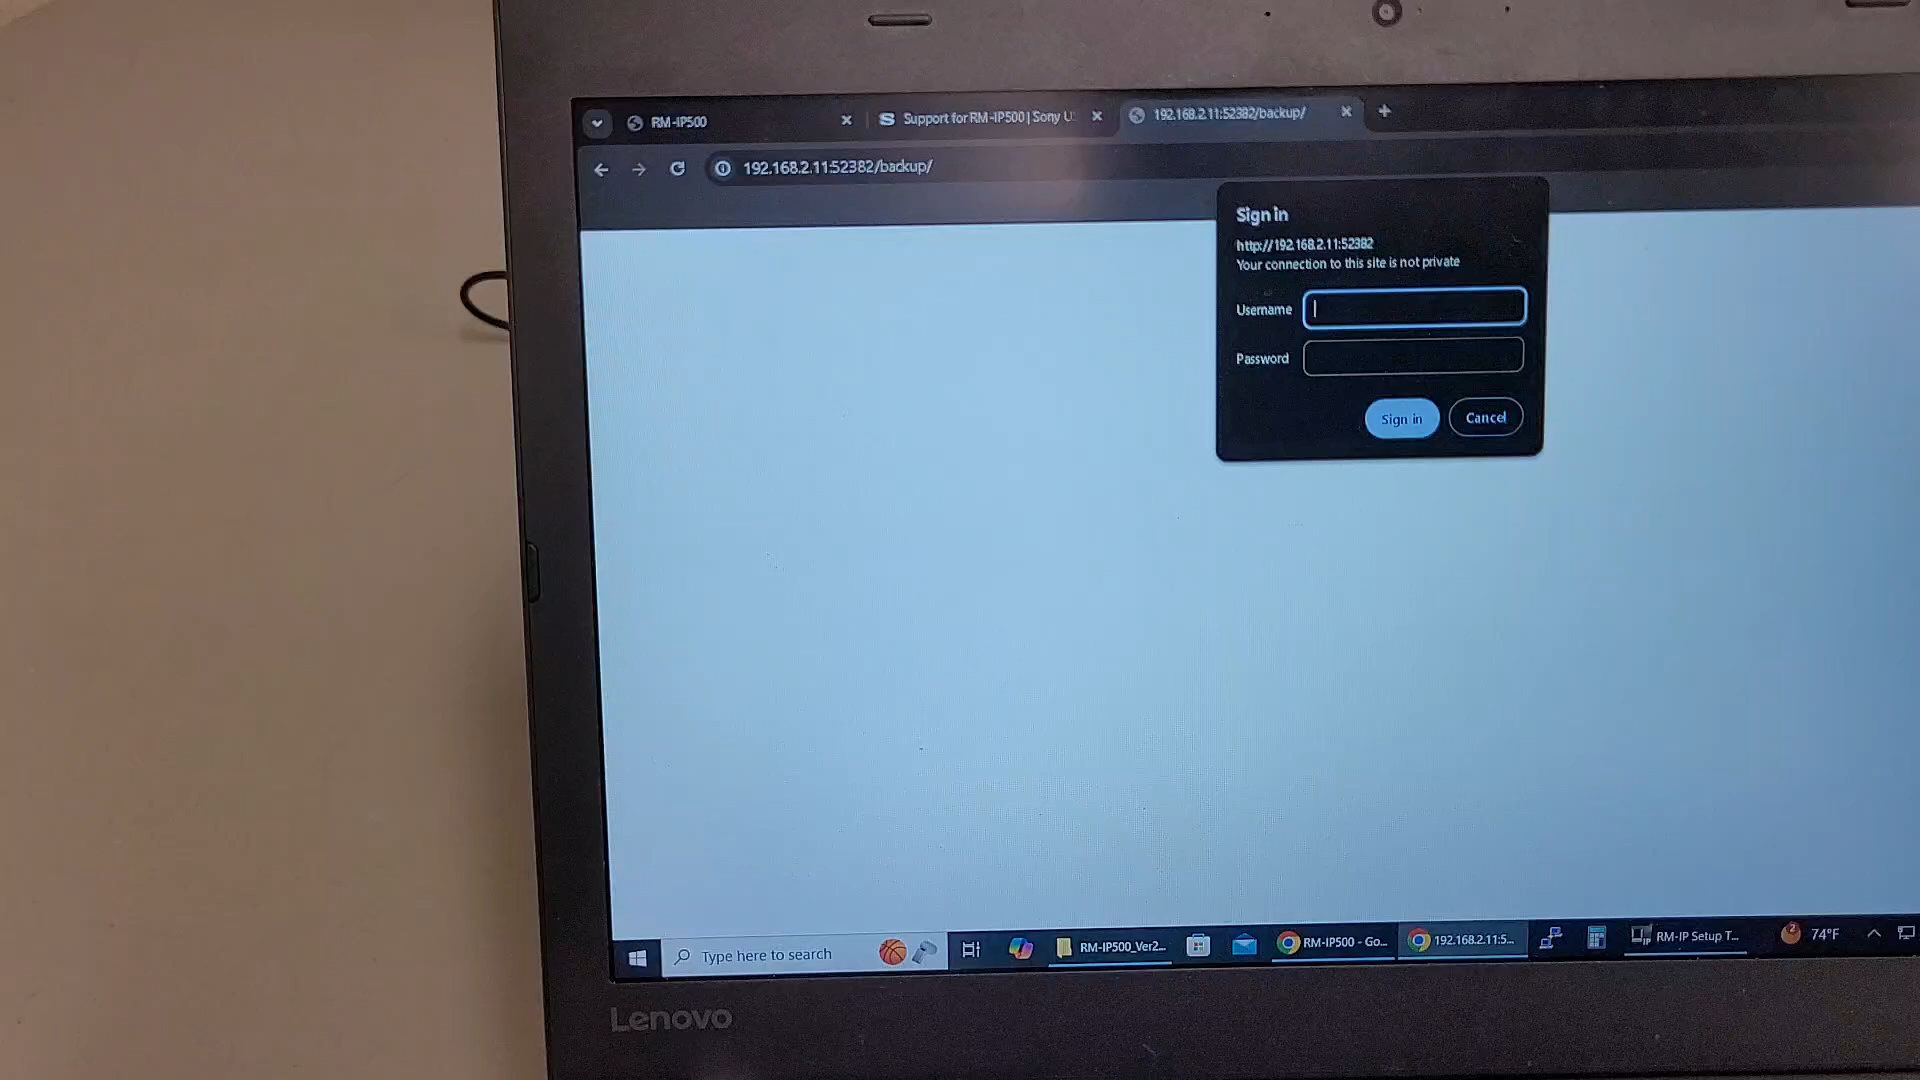 RM-IP500
Support for RM-IP500 | Sony U
192.168.2.11:52382/backup/
192.168.2.11:52382/backup/
Sign in
http://192.168.2.11:52382
Your connection to this site is not private
Username
Password
Sign in
Cancel
Type here to search
RM-IP500_Ver2...
RM-IP500 - Go...
192.168.2.11:5...
RM-IP Setup T...
2
74°F
Lenovo